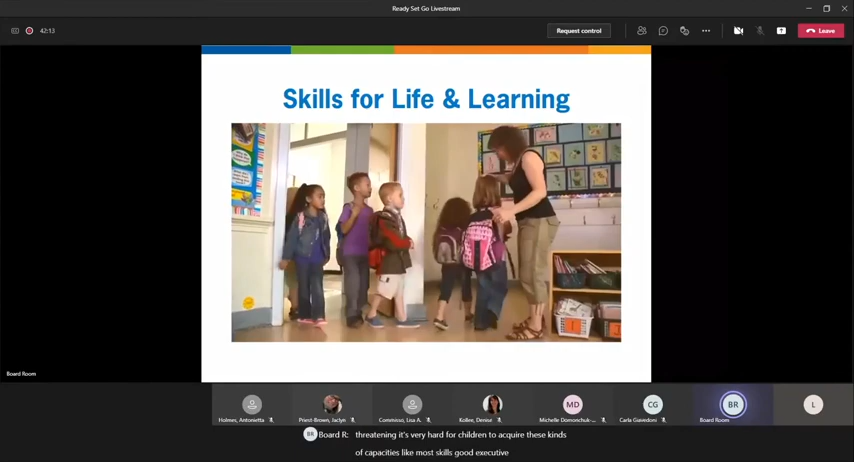 Ready Set Go Livestream
42:13
Request control
Leave
Skills for Life & Learning
Board Room
Holmes, Antonietta
Priest-Brown, Jaclyn
Commisso, Lisa A.
Kollee, Denise
MD
Michelle Domonchuk-...
CG
Carla Giavedoni
BR
Board Room
L
BR Board R: threatening it's very hard for children to acquire these kinds
of capacities like most skills good executive